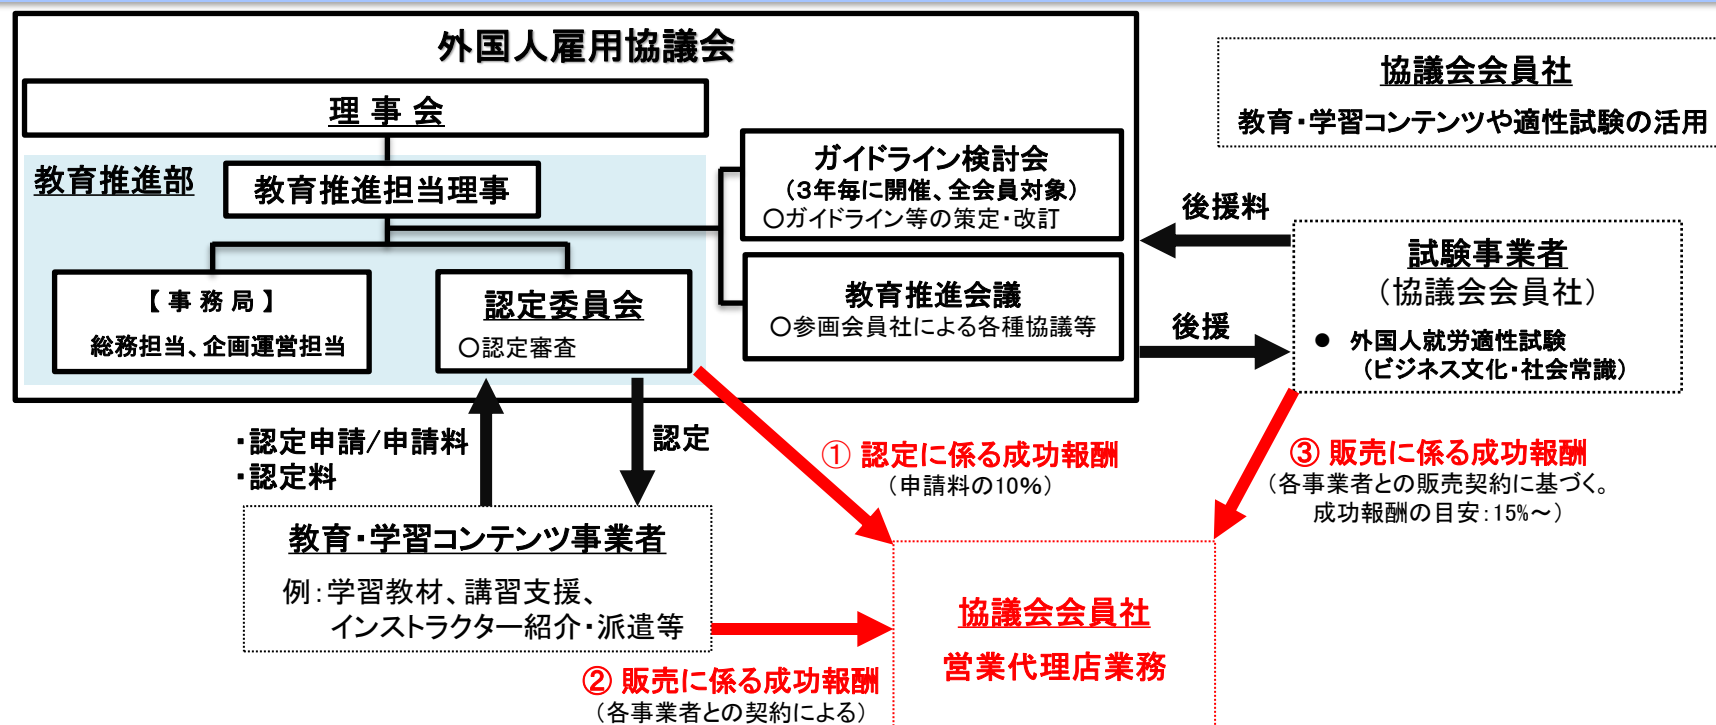 外国人雇用協議会
理 事 会
教育推進部
教育推進担当理事
【 事 務 局 】
総務担当、企画運営担当
認定委員会
○認定審査
ガイドライン検討会
(3年毎に開催、全会員対象)
○ガイドライン等の策定・改訂
教育推進会議
○参画会員社による各種協議等
協議会会員社
教育・学習コンテンツや適性試験の活用
後援料
後援
試験事業者
(協議会会員社)
● 外国人就労適性試験
(ビジネス文化・社会常識)
・認定申請/申請料
・認定料
認定
① 認定に係る成功報酬
(申請料の10%)
③ 販売に係る成功報酬
(各事業者との販売契約に基づく。
成功報酬の目安:15%～)
教育・学習コンテンツ事業者
例:学習教材、講習支援、
インストラクター紹介・派遣等
② 販売に係る成功報酬
(各事業者との契約による)
協議会会員社
営業代理店業務